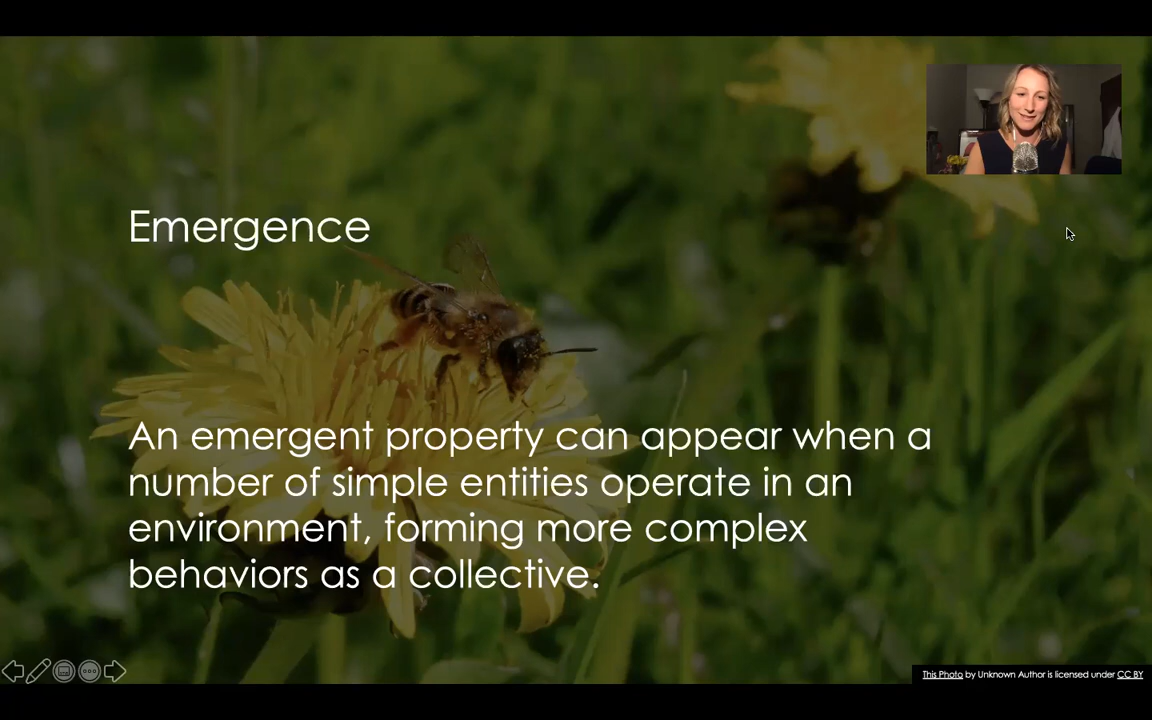 Emergence
An emergent property can appear when a
number of simple entities operate in an
environment, forming more complex
behaviors as a collective.
This Photo by Unknown Author is licensed under CC BY